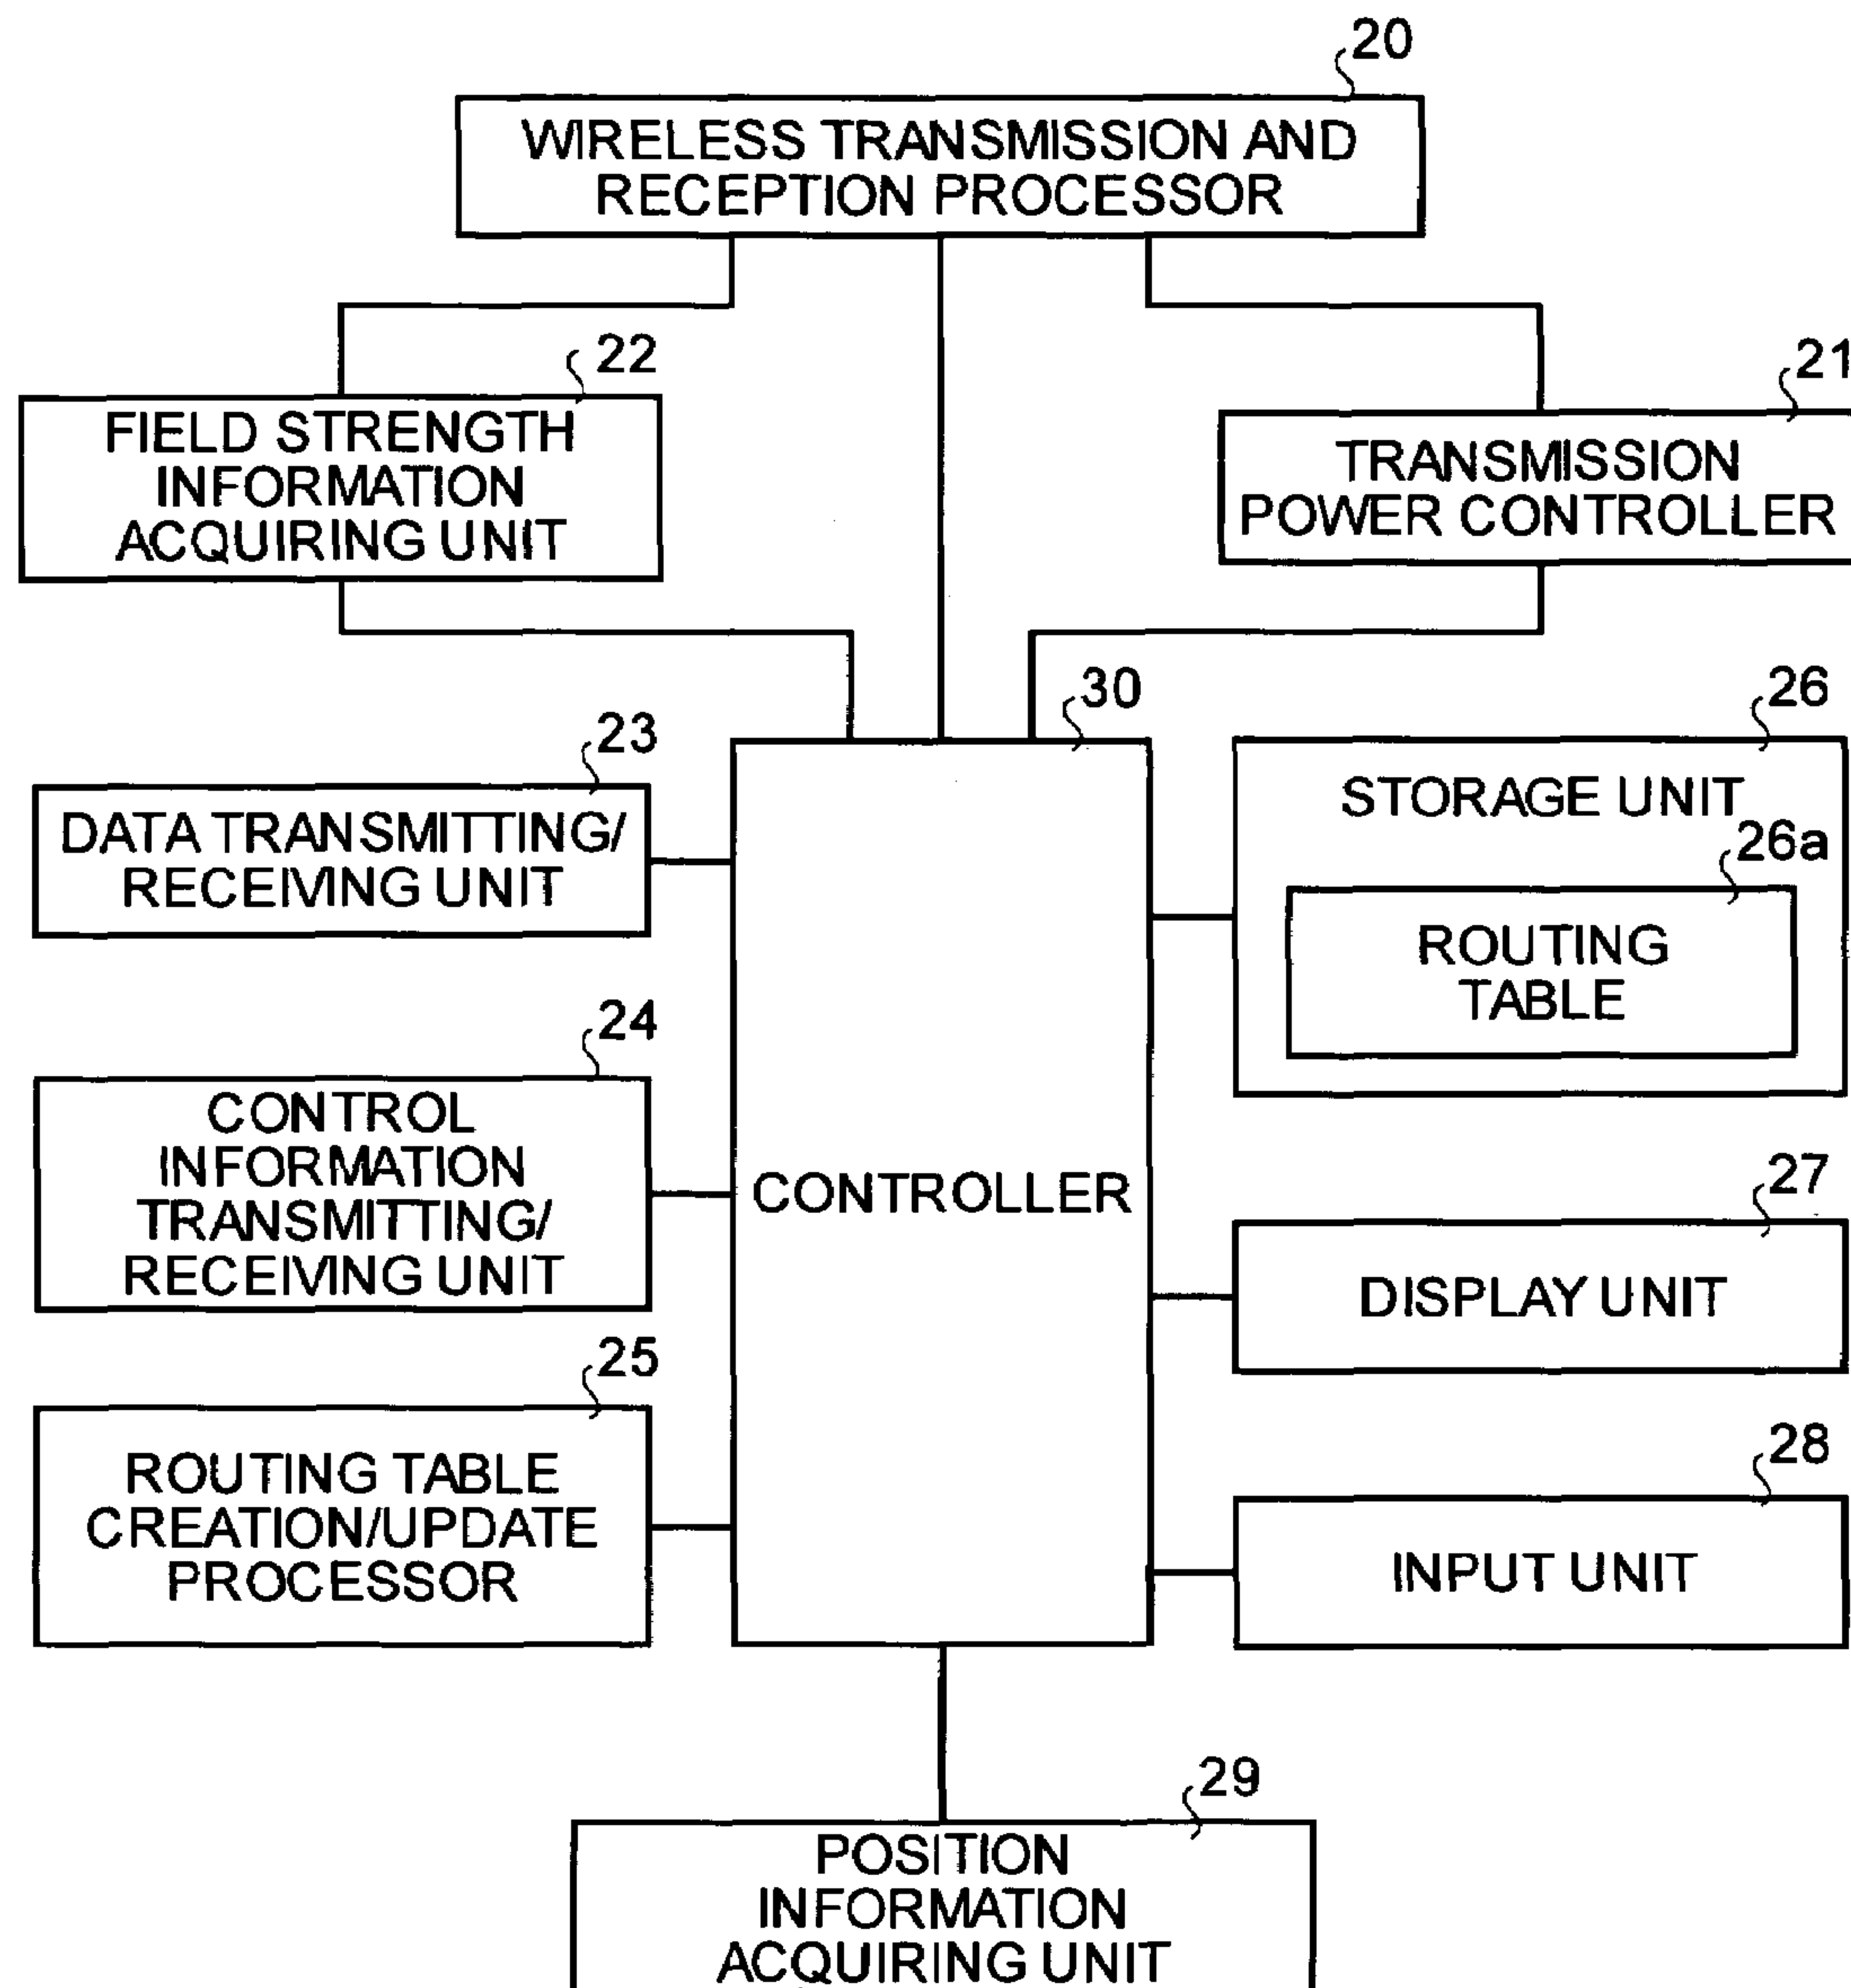 20
WIRELESS TRANSMISSION AND
RECEPTION PROCESSOR
22
FIELD STRENGTH
INFORMATION
ACQUIRING UNIT
21
TRANSMISSION
POWER CONTROLLER
30
CONTROLLER
23
DATA TRANSMITTING/
RECEIVING UNIT
24
CONTROL
INFORMATION
TRANSMITTING/
RECEIVING UNIT
25
ROUTING TABLE
CREATION/UPDATE
PROCESSOR
26
STORAGE UNIT
26a
ROUTING
TABLE
27
DISPLAY UNIT
28
INPUT UNIT
29
POSITION
INFORMATION
ACQUIRING UNIT